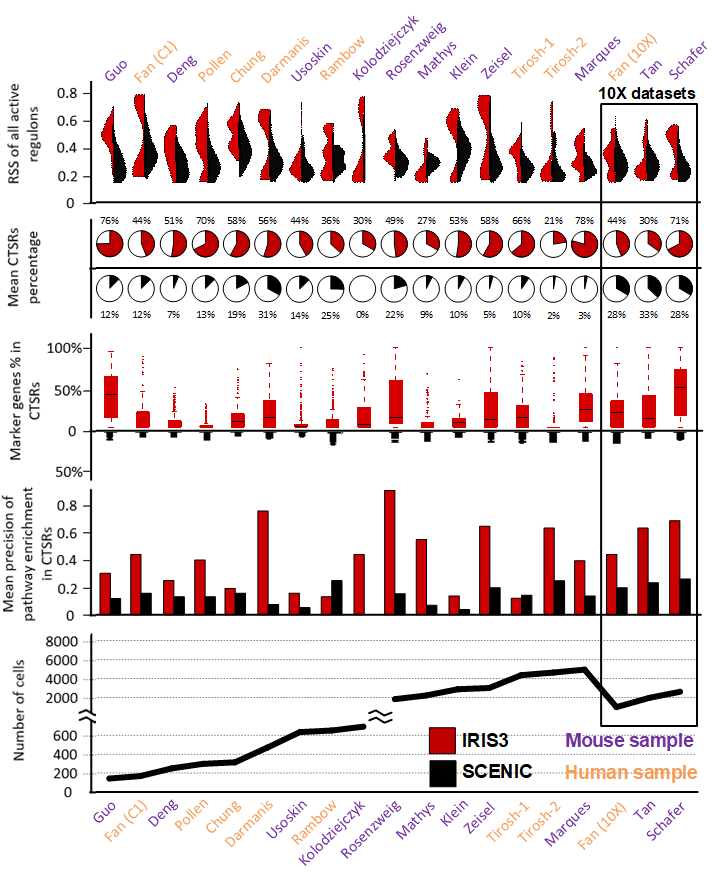 Guo
Fan (C1)
Deng
Pollen
Chung
Darmanis
Usoskin
Rambow
Kolodziejczyk
Rosenzweig
Mathys
Klein
Zeisel
Tirosh-1
Tirosh-2
Marques
Fan (10X)
Tan
Schafer
10X datasets
RSS of all active
regulons
0.8
0.6
0.4
0.2
0
Mean CTSRs
percentage
76% 44% 51% 70% 58% 56% 44% 36% 30% 49% 27% 53% 58% 66% 21% 78% 44% 30% 71%
12% 12% 7% 13% 19% 31% 14% 25% 0% 22% 9% 10% 5% 10% 2% 3% 28% 33% 28%
Marker genes % in
CTSRs
100%
50%
0
50%
Mean precision of
pathway enrichment
in CTSRs
0.8
0.6
0.4
0.2
0
Number of cells
8000
6000
4000
2000
600
400
200
0
IRIS3
Mouse sample
SCENIC
Human sample
Guo
Fan (C1)
Deng
Pollen
Chung
Darmanis
Usoskin
Rambow
Kolodziejczyk
Rosenzweig
Mathys
Klein
Zeisel
Tirosh-1
Tirosh-2
Marques
Fan (10X)
Tan
Schafer